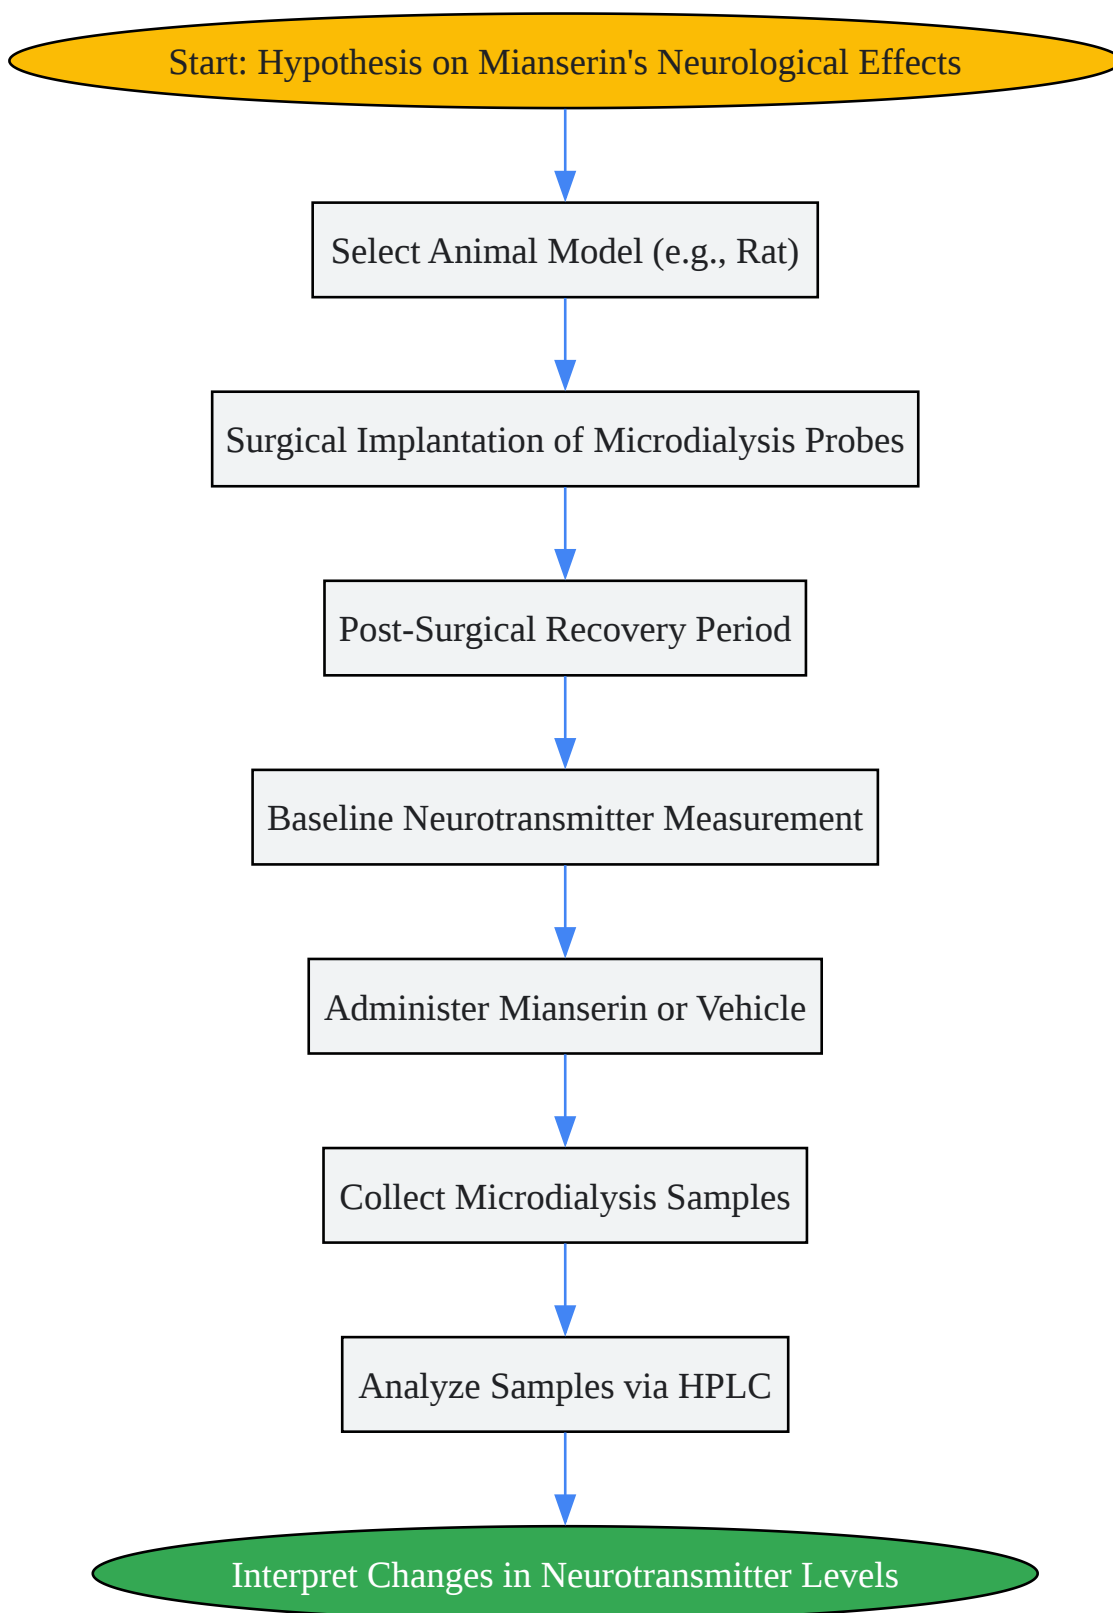 Start: Hypothesis on Mianserin's Neurological Effects
Select Animal Model (e.g., Rat)
Surgical Implantation of Microdialysis Probes
Post-Surgical Recovery Period
Baseline Neurotransmitter Measurement
Administer Mianserin or Vehicle
Collect Microdialysis Samples
Analyze Samples via HPLC
Interpret Changes in Neurotransmitter Levels